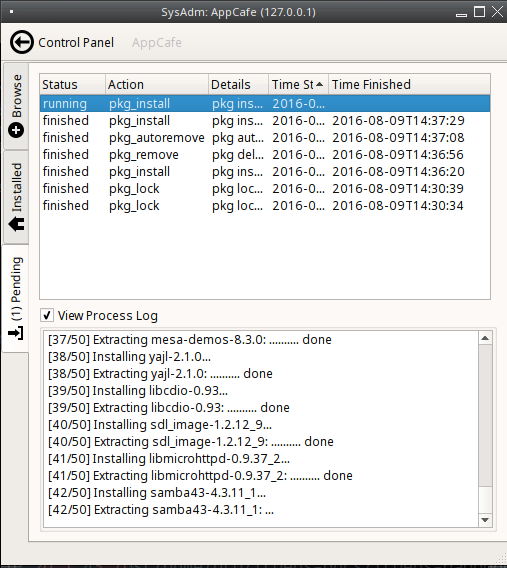 SysAdm: AppCafe (127.0.0.1)
Control Panel AppCafe
Browse
Installed
(1) Pending
Status Action Details Time St Time Finished
running pkg_install pkg ins... 2016-0...
finished pkg_install pkg ins... 2016-0... 2016-08-09T14:37:29
finished pkg_autoremove pkg aut... 2016-0... 2016-08-09T14:37:08
finished pkg_remove pkg del... 2016-0... 2016-08-09T14:36:56
finished pkg_install pkg ins... 2016-0... 2016-08-09T14:36:20
finished pkg_lock pkg loc... 2016-0... 2016-08-09T14:30:39
finished pkg_lock pkg loc... 2016-0... 2016-08-09T14:30:34
View Process Log
[37/50] Extracting mesa-demos-8.3.0: .......... done
[38/50] Installing yajl-2.1.0...
[38/50] Extracting yajl-2.1.0: .......... done
[39/50] Installing libcdio-0.93...
[39/50] Extracting libcdio-0.93: .......... done
[40/50] Installing sdl_image-1.2.12_9...
[40/50] Extracting sdl_image-1.2.12_9: .......... done
[41/50] Installing libmicrohttpd-0.9.37_2...
[41/50] Extracting libmicrohttpd-0.9.37_2: .......... done
[42/50] Installing samba43-4.3.11_1...
[42/50] Extracting samba43-4.3.11_1: ...